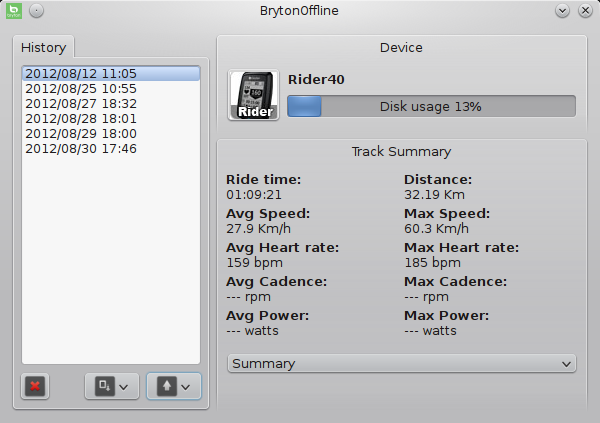 BrytonOffline
bryton
History
2012/08/12 11:05
2012/08/25 10:55
2012/08/27 18:32
2012/08/28 18:01
2012/08/29 18:00
2012/08/30 17:46
Device
Rider
Rider40
Disk usage 13%
Track Summary
Ride time: Distance:
01:09:21 32.19 Km
Avg Speed: Max Speed:
27.9 Km/h 60.3 Km/h
Avg Heart rate: Max Heart rate:
159 bpm 185 bpm
Avg Cadence: Max Cadence:
--- rpm --- rpm
Avg Power: Max Power:
--- watts --- watts
Summary